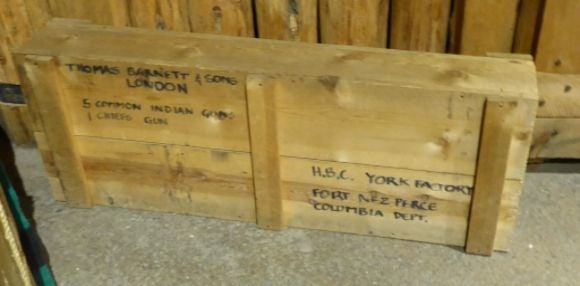 THOMAS BARNETT & SONS
LONDON
5 COMMON INDIAN GUNS
1 CHIEFS GUN
H.B.C. YORK FACTORY
FORT NEZ PERCE
COLUMBIA DEPT.